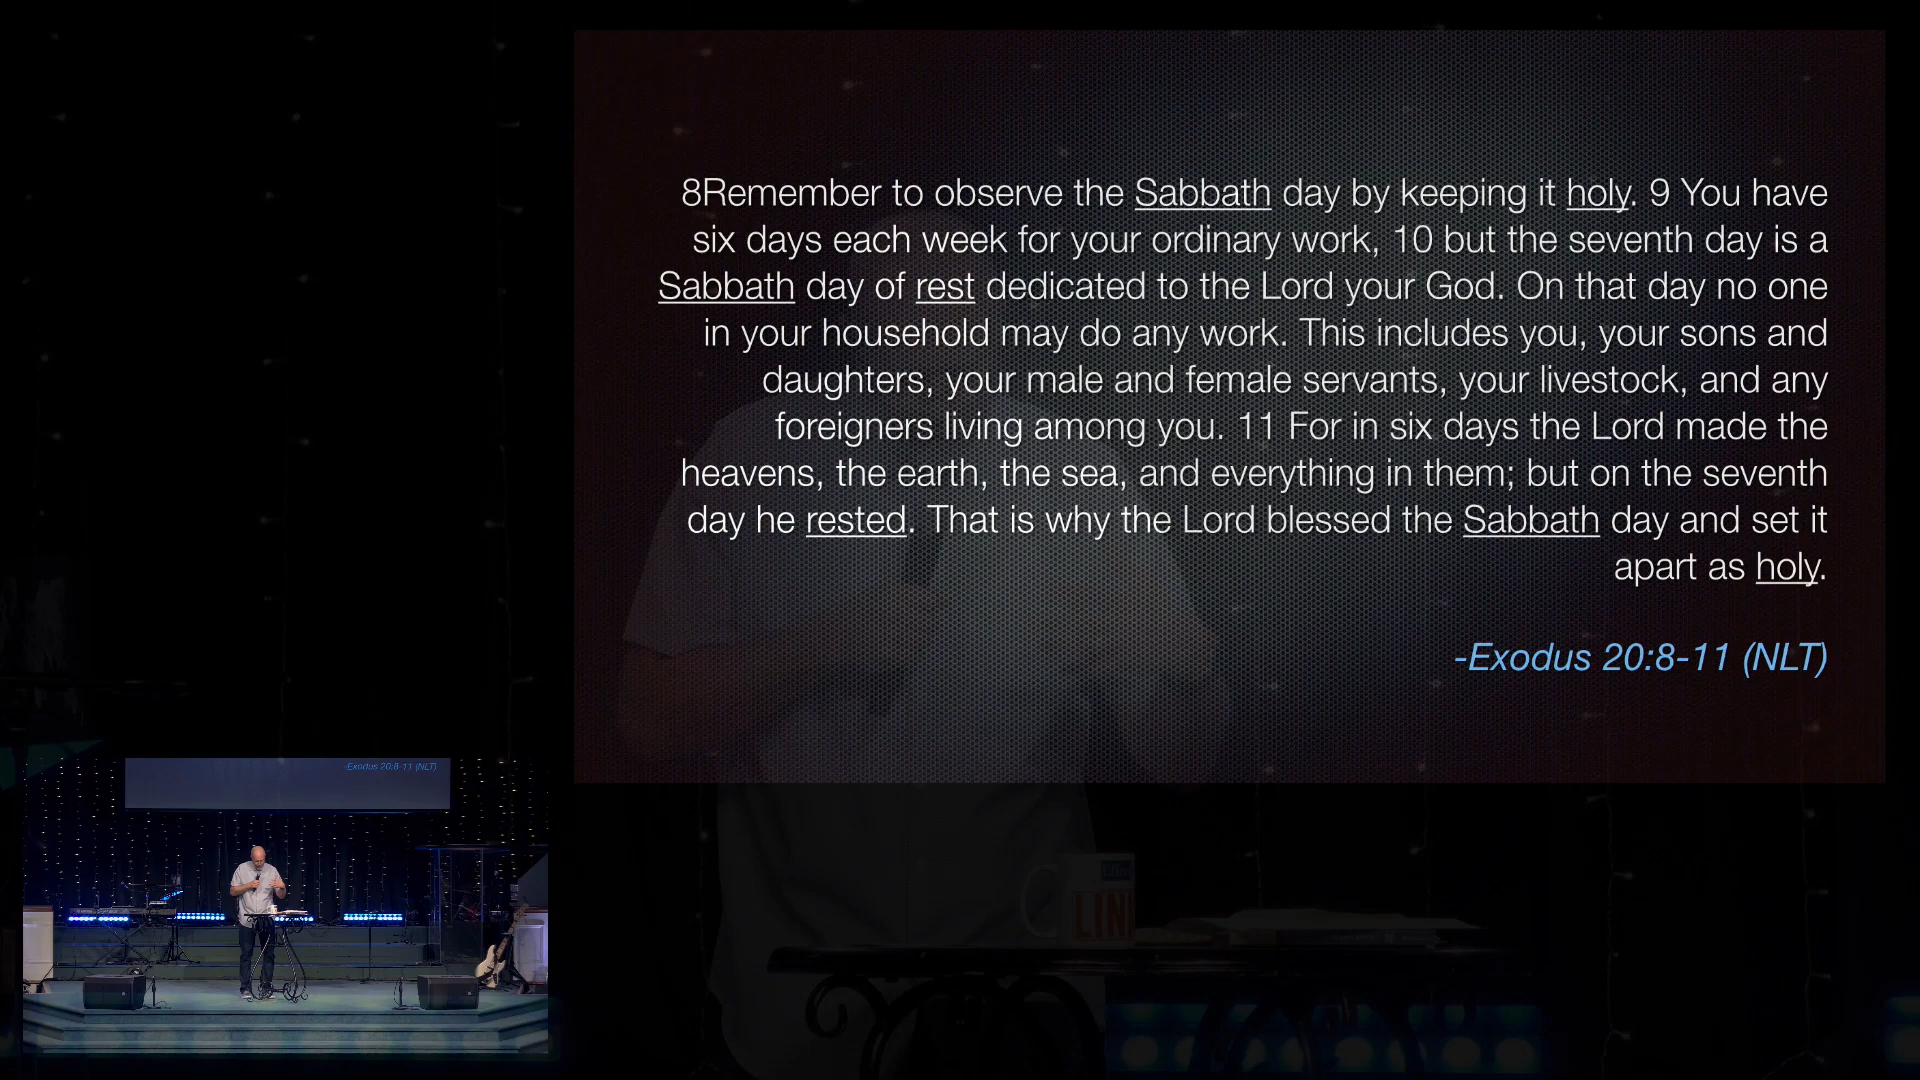 8Remember to observe the Sabbath day by keeping it holy. 9 You have
six days each week for your ordinary work, 10 but the seventh day is a
Sabbath day of rest dedicated to the Lord your God. On that day no one
in your household may do any work. This includes you, your sons and
daughters, your male and female servants, your livestock, and any
foreigners living among you. 11 For in six days the Lord made the
heavens, the earth, the sea, and everything in them; but on the seventh
day he rested. That is why the Lord blessed the Sabbath day and set it
apart as holy.
-Exodus 20:8-11 (NLT)
-Exodus 20:8-11 (NLT)